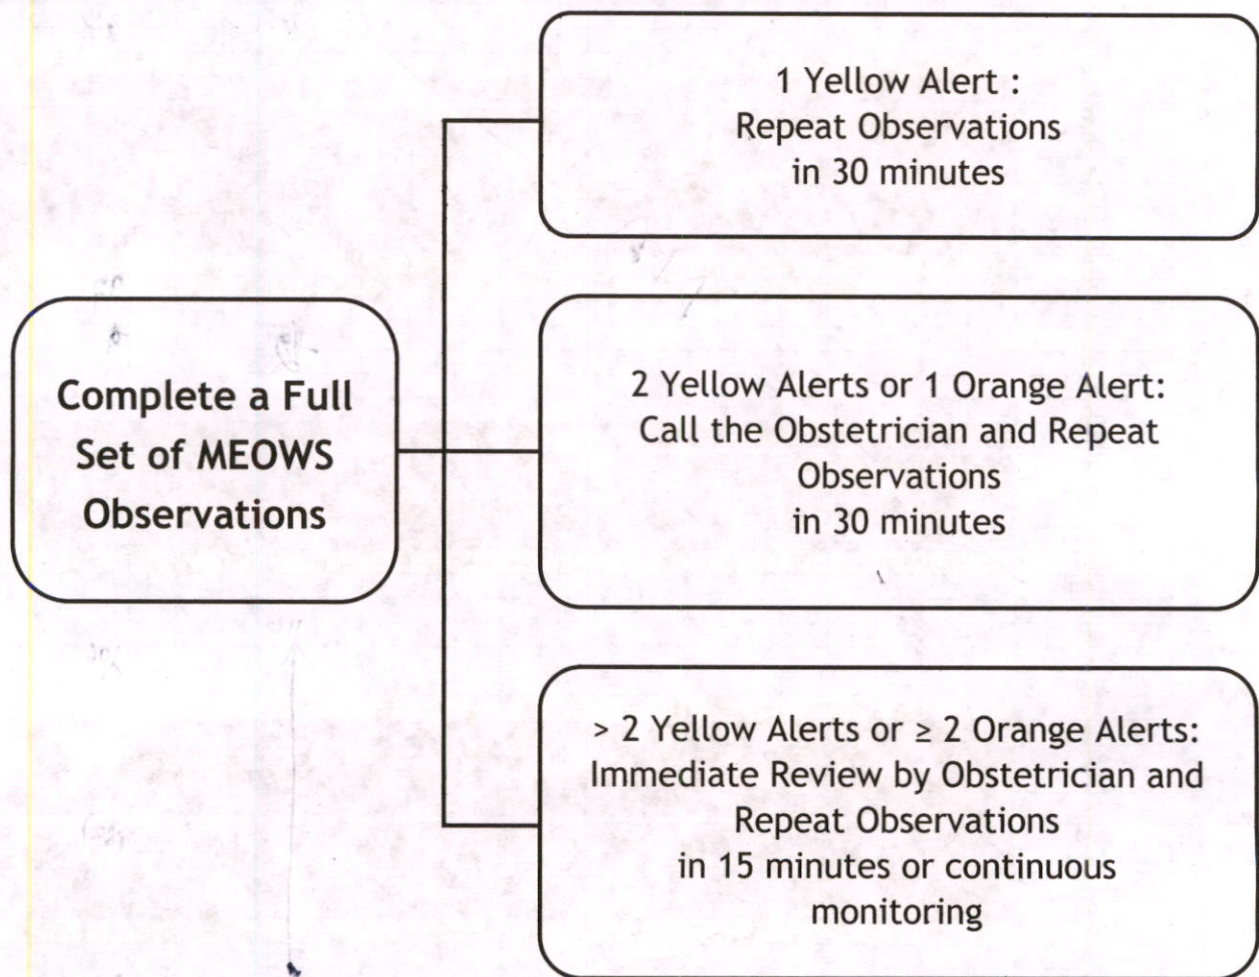 1 Yellow Alert :
Repeat Observations
in 30 minutes
Complete a Full
Set of MEOWS
Observations
2 Yellow Alerts or 1 Orange Alert:
Call the Obstetrician and Repeat
Observations
in 30 minutes
> 2 Yellow Alerts or ≥ 2 Orange Alerts:
Immediate Review by Obstetrician and
Repeat Observations
in 15 minutes or continuous
monitoring